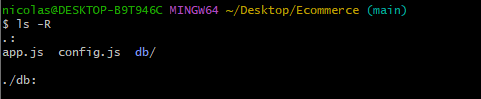 nicolas@DESKTOP-B9T946C MINGW64 ~/Desktop/Ecommerce (main)
$ ls -R
.:
app.js  config.js  db/

./db: